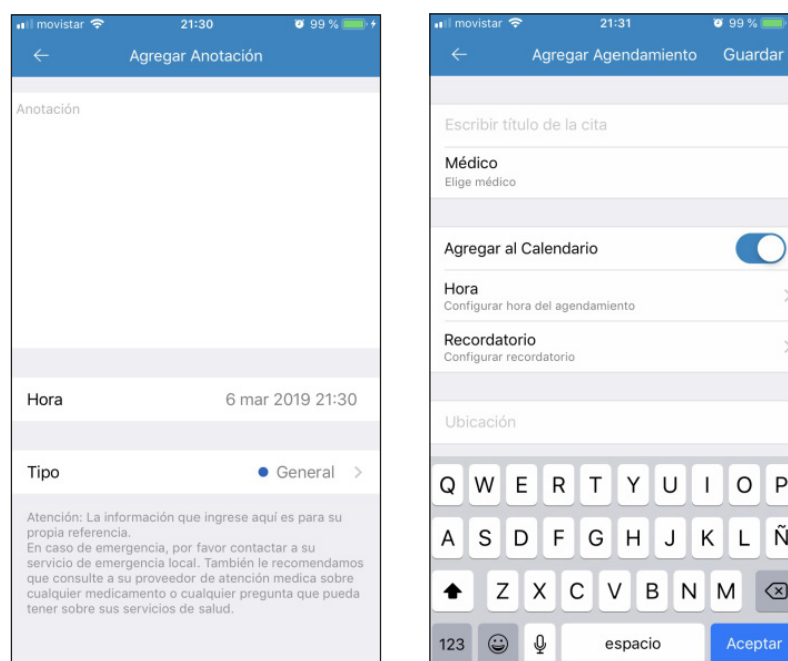 movistar 21:30 99 %
Agregar Anotación
Anotación
Hora 6 mar 2019 21:30
Tipo General
Atención: La información que ingrese aquí es para su
propia referencia.
En caso de emergencia, por favor contactar a su
servicio de emergencia local. También le recomendamos
que consulte a su proveedor de atención medica sobre
cualquier medicamento o cualquier pregunta que pueda
tener sobre sus servicios de salud.
movistar 21:31 99 %
Agregar Agendamiento Guardar
Escribir título de la cita
Médico
Elige médico
Agregar al Calendario
Hora
Configurar hora del agendamiento
Recordatorio
Configurar recordatorio
Ubicación
Q W E R T Y U I O P
A S D F G H J K L Ñ
Z X C V B N M
123 espacio Aceptar